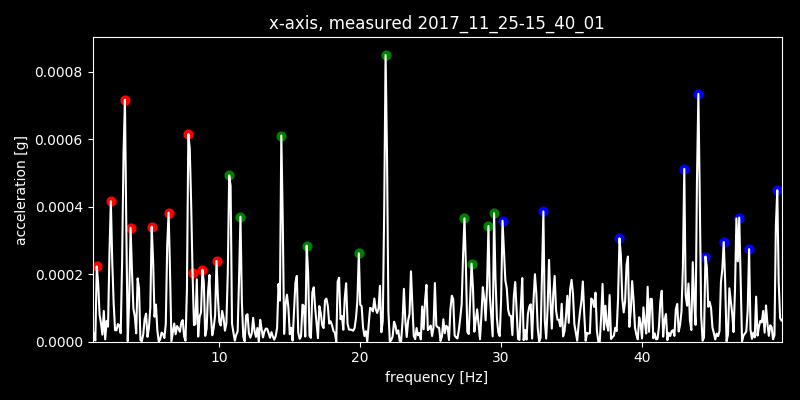 x-axis, measured 2017_11_25-15_40_01
0.0008
0.0006
0.0004
0.0002
0.0000
acceleration [g]
10 20 30 40
frequency [Hz]